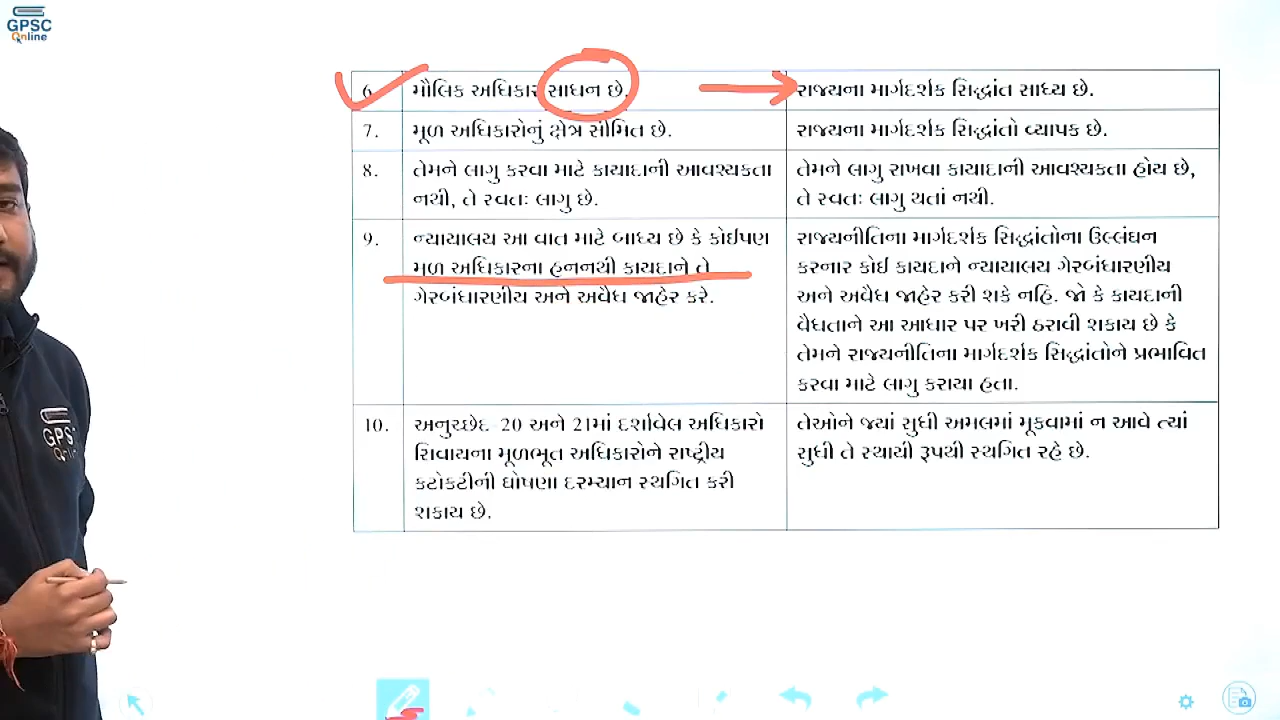 GPSC
Online
6. મૌલિક અધિકાર સાધન છે. રાજ્યના માર્ગદર્શક સિદ્ધાંત સાધ્ય છે.
7. મૂળ અધિકારોનું ક્ષેત્ર સીમિત છે. રાજ્યના માર્ગદર્શક સિદ્ધાંતો વ્યાપક છે.
8. તેમને લાગુ કરવા માટે કાયાદાની આવશ્યકતા
નથી, તે સ્વતઃ લાગુ છે.
તેમને લાગુ રાખવા કાયાદાની આવશ્યકતા હોય છે,
તે સ્વતઃ લાગુ થતાં નથી.
9. ન્યાયાલય આ વાત માટે બાધ્ય છે કે કોઈપણ
મૂળ અધિકારના હનનથી કાયદાને તે
ગેરબંધારણીય અને અવૈધ જાહેર કરે.
રાજ્યનીતિના માર્ગદર્શક સિદ્ધાંતોના ઉલ્લંઘન
કરનાર કોઈ કાયદાને ન્યાયાલય ગેરબંધારણીય
અને અવૈધ જાહેર કરી શકે નહિ. જો કે કાયદાની
વૈધતાને આ આધાર પર ખરી ઠરાવી શકાય છે કે
તેમને રાજ્યનીતિના માર્ગદર્શક સિદ્ધાંતોને પ્રભાવિત
કરવા માટે લાગુ કરાયા હતા.
10. અનુચ્છેદ -20 અને 21માં દર્શાવેલ અધિકારો
સિવાયના મૂળભૂત અધિકારોને રાષ્ટ્રીય
કટોકટીની ઘોષણા દરમ્યાન સ્થગિત કરી
શકાય છે.
તેઓને જ્યાં સુધી અમલમાં મૂકવામાં ન આવે ત્યાં
સુધી તે સ્થાયી રૂપથી સ્થગિત રહે છે.
GPSC